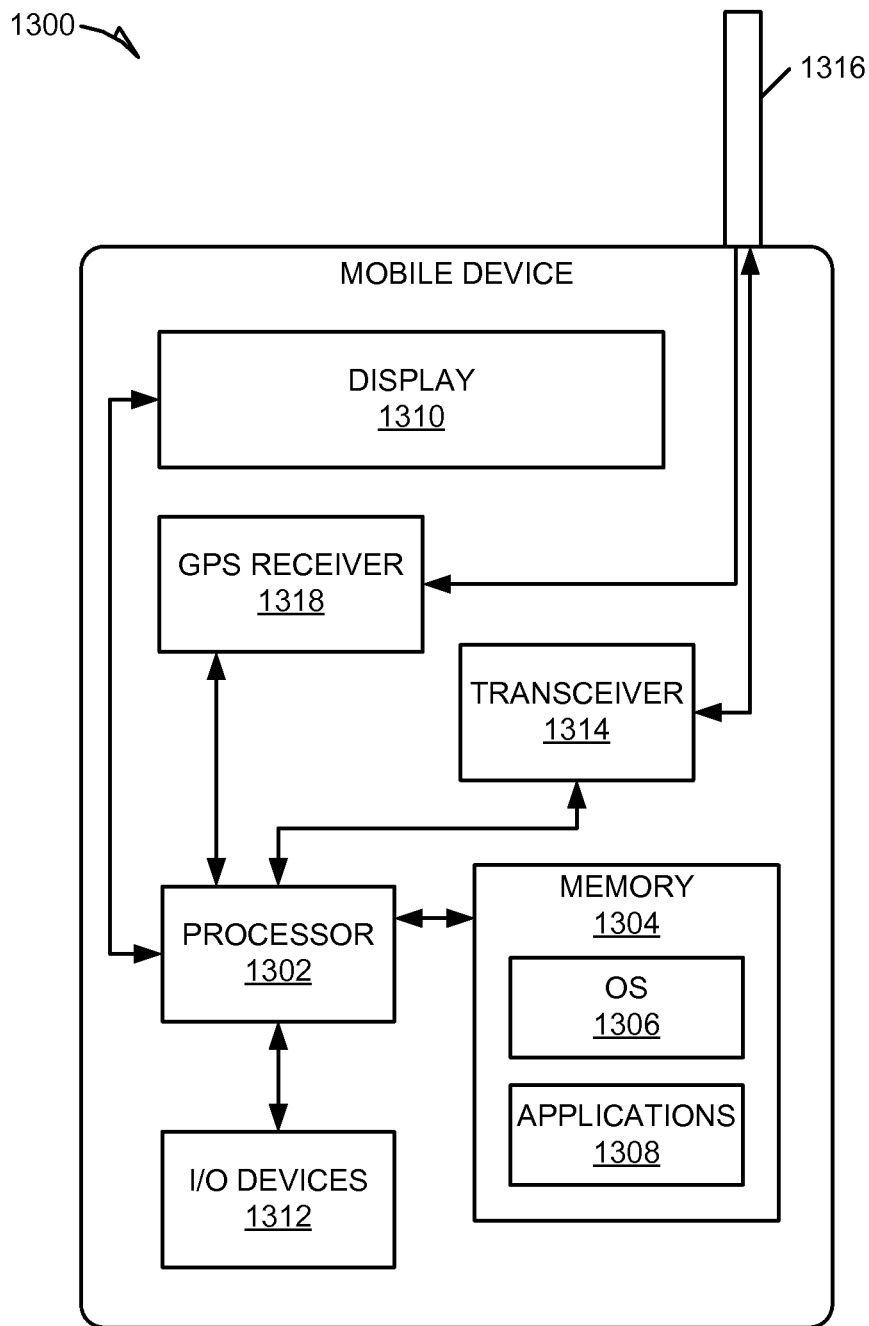 1300
1316
MOBILE DEVICE
DISPLAY
1310
GPS RECEIVER
1318
TRANSCEIVER
1314
PROCESSOR
1302
MEMORY
1304
OS
1306
APPLICATIONS
1308
I/O DEVICES
1312